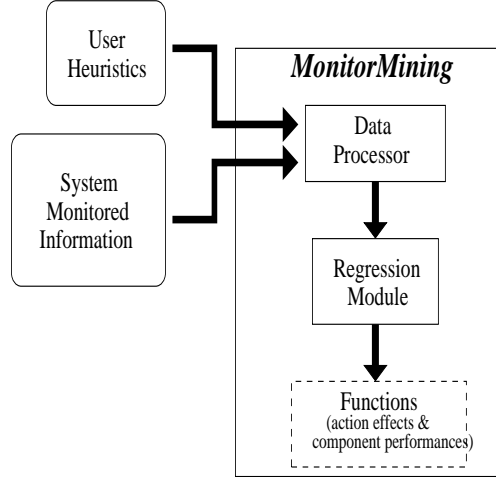 User
Heuristics
System
Monitored
Information
MonitorMining
Data
Processor
Regression
Module
Functions
(action effects &
component performances)